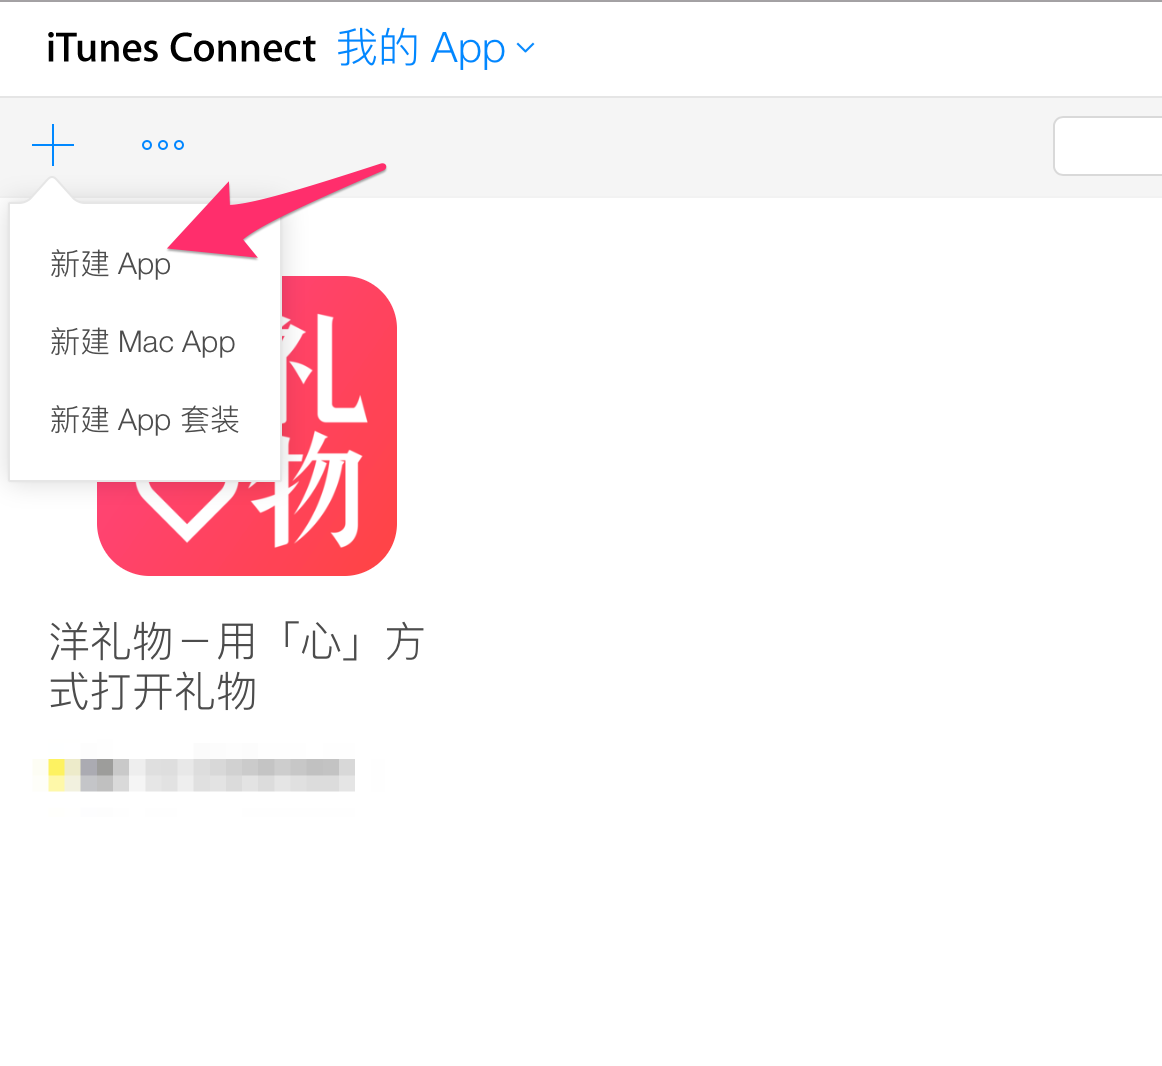 iTunes Connect 我的 App
新建 App
新建 Mac App
新建 App 套装
礼
物
洋礼物－用「心」方
式打开礼物